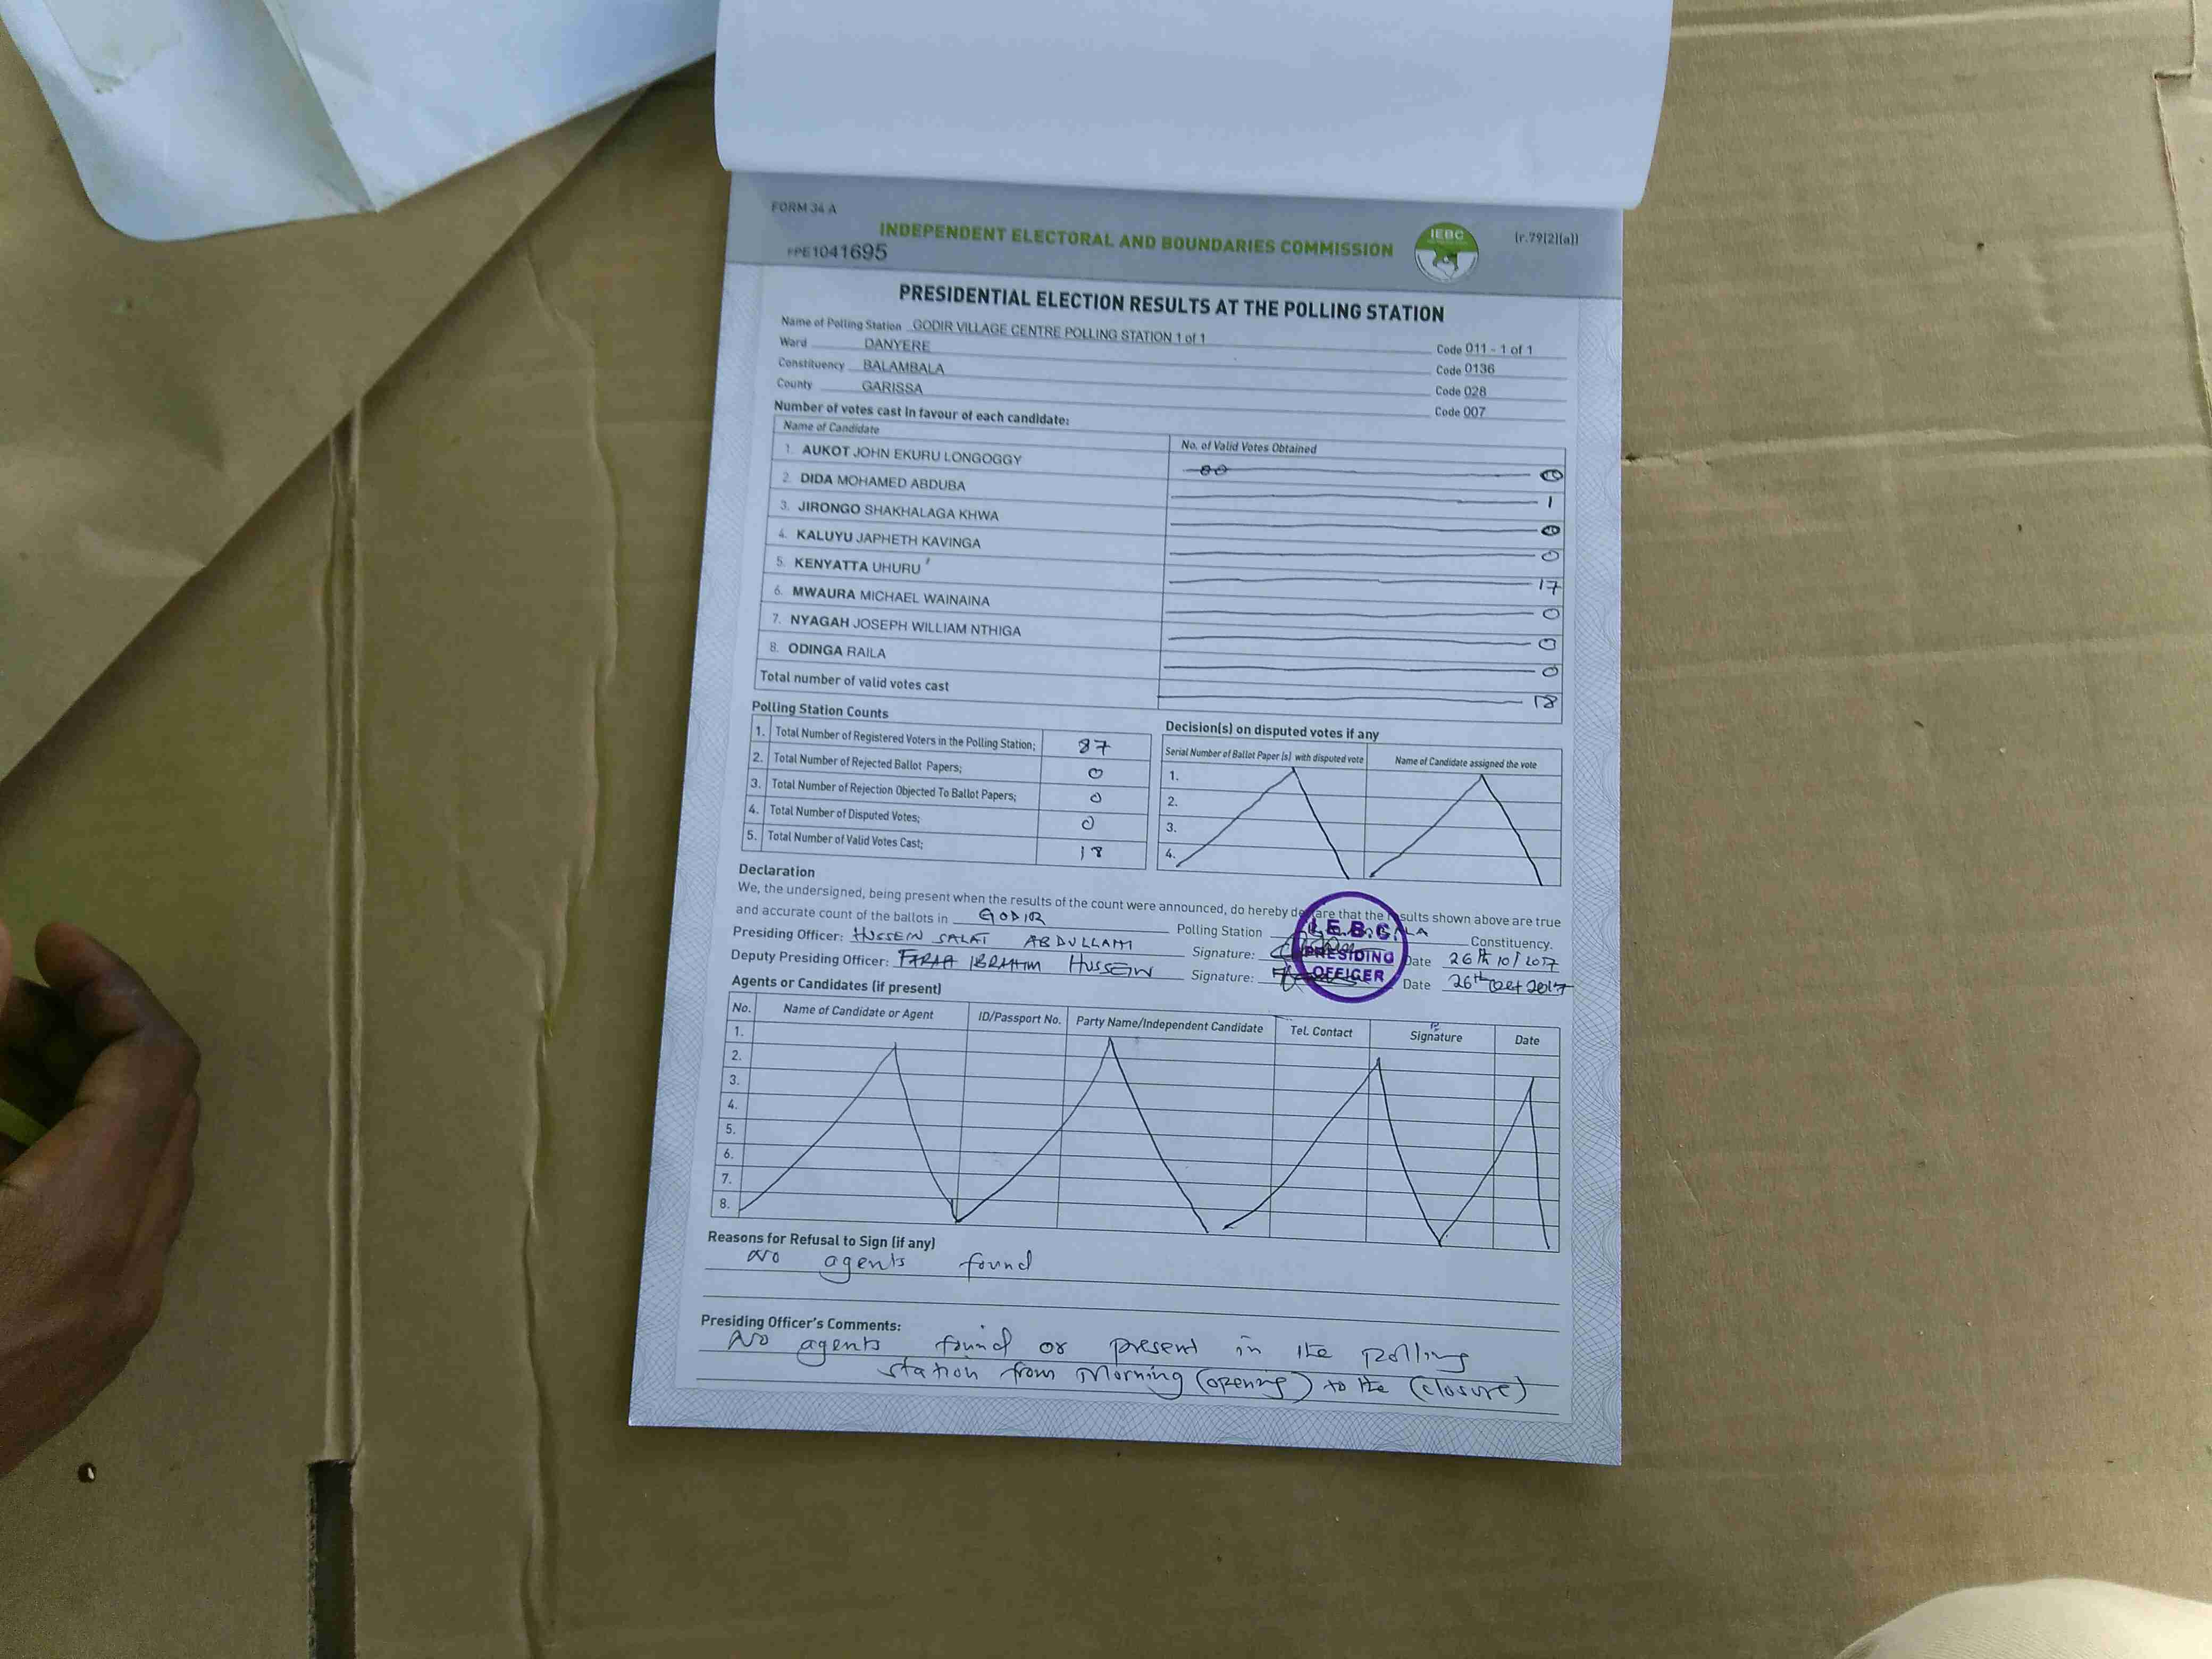 FORM 34 A
INDEPENDENT ELECTORAL AND BOUNDARIES COMMISSION
IEBC
(r.79(2)(a))
PPE1041695
PRESIDENTIAL ELECTION RESULTS AT THE POLLING STATION
Name of Polling Station GODIR VILLAGE CENTRE POLLING STATION 1 of 1 Code 011 - 1 of 1
Ward DANYERE Code 0136
Constituency BALAMBALA Code 028
County GARISSA Code 007
Number of votes cast in favour of each candidate:
Name of Candidate No. of Valid Votes Obtained
1. AUKOT JOHN EKURU LONGOGGY
2. DIDA MOHAMED ABDUBA 1
3. JIRONGO SHAKHALAGA KHWA
4. KALUYU JAPHETH KAVINGA 0
5. KENYATTA UHURU 17
6. MWAURA MICHAEL WAINAINA 0
7. NYAGAH JOSEPH WILLIAM NTHIGA 0
8. ODINGA RAILA 0
Total number of valid votes cast 18
Polling Station Counts
1. Total Number of Registered Voters in the Polling Station; 87
2. Total Number of Rejected Ballot Papers; 0
3. Total Number of Rejection Objected To Ballot Papers; 0
4. Total Number of Disputed Votes; 0
5. Total Number of Valid Votes Cast; 18
Decision(s) on disputed votes if any
Serial Number of Ballot Paper (s) with disputed vote Name of Candidate assigned the vote
1.
2.
3.
4.
Declaration
We, the undersigned, being present when the results of the count were announced, do hereby declare that the results shown above are true
and accurate count of the ballots in GODIR Polling Station Constituency.
Presiding Officer: HUSSEIN SALAT ABDULLAHI Signature: Date 26th 10/2017
Deputy Presiding Officer: FARAH IBRAHIM HUSSEIN Signature: Date 26th Oct 2017
I.E.B.C.
PRESIDING
OFFICER
Agents or Candidates (if present)
No. Name of Candidate or Agent ID/Passport No. Party Name/Independent Candidate Tel. Contact Signature Date
1.
2.
3.
4.
5.
6.
7.
8.
Reasons for Refusal to Sign (if any)
No agents found
Presiding Officer's Comments:
No agents found or present in the polling
station from Morning (opening) to the (closure)